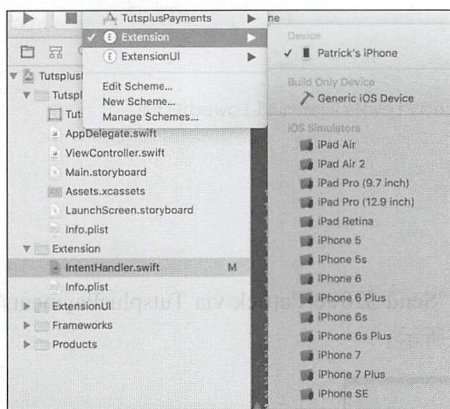 TutsplusPayments
ne
✓ Extension
ExtensionUI
Edit Scheme...
New Scheme...
Manage Schemes...
AppDelegate.swift
ViewController.swift
Main.storyboard
Assets.xcassets
LaunchScreen.storyboard
Info.plist
Extension
IntentHandler.swift M
Info.plist
ExtensionUI
Frameworks
Products
Device
✓ Patrick's iPhone
Build Only Device
Generic iOS Device
iOS Simulators
iPad Air
iPad Air 2
iPad Pro (9.7 inch)
iPad Pro (12.9 inch)
iPad Retina
iPhone 5
iPhone 5s
iPhone 6
iPhone 6 Plus
iPhone 6s
iPhone 6s Plus
iPhone 7
iPhone 7 Plus
iPhone SE